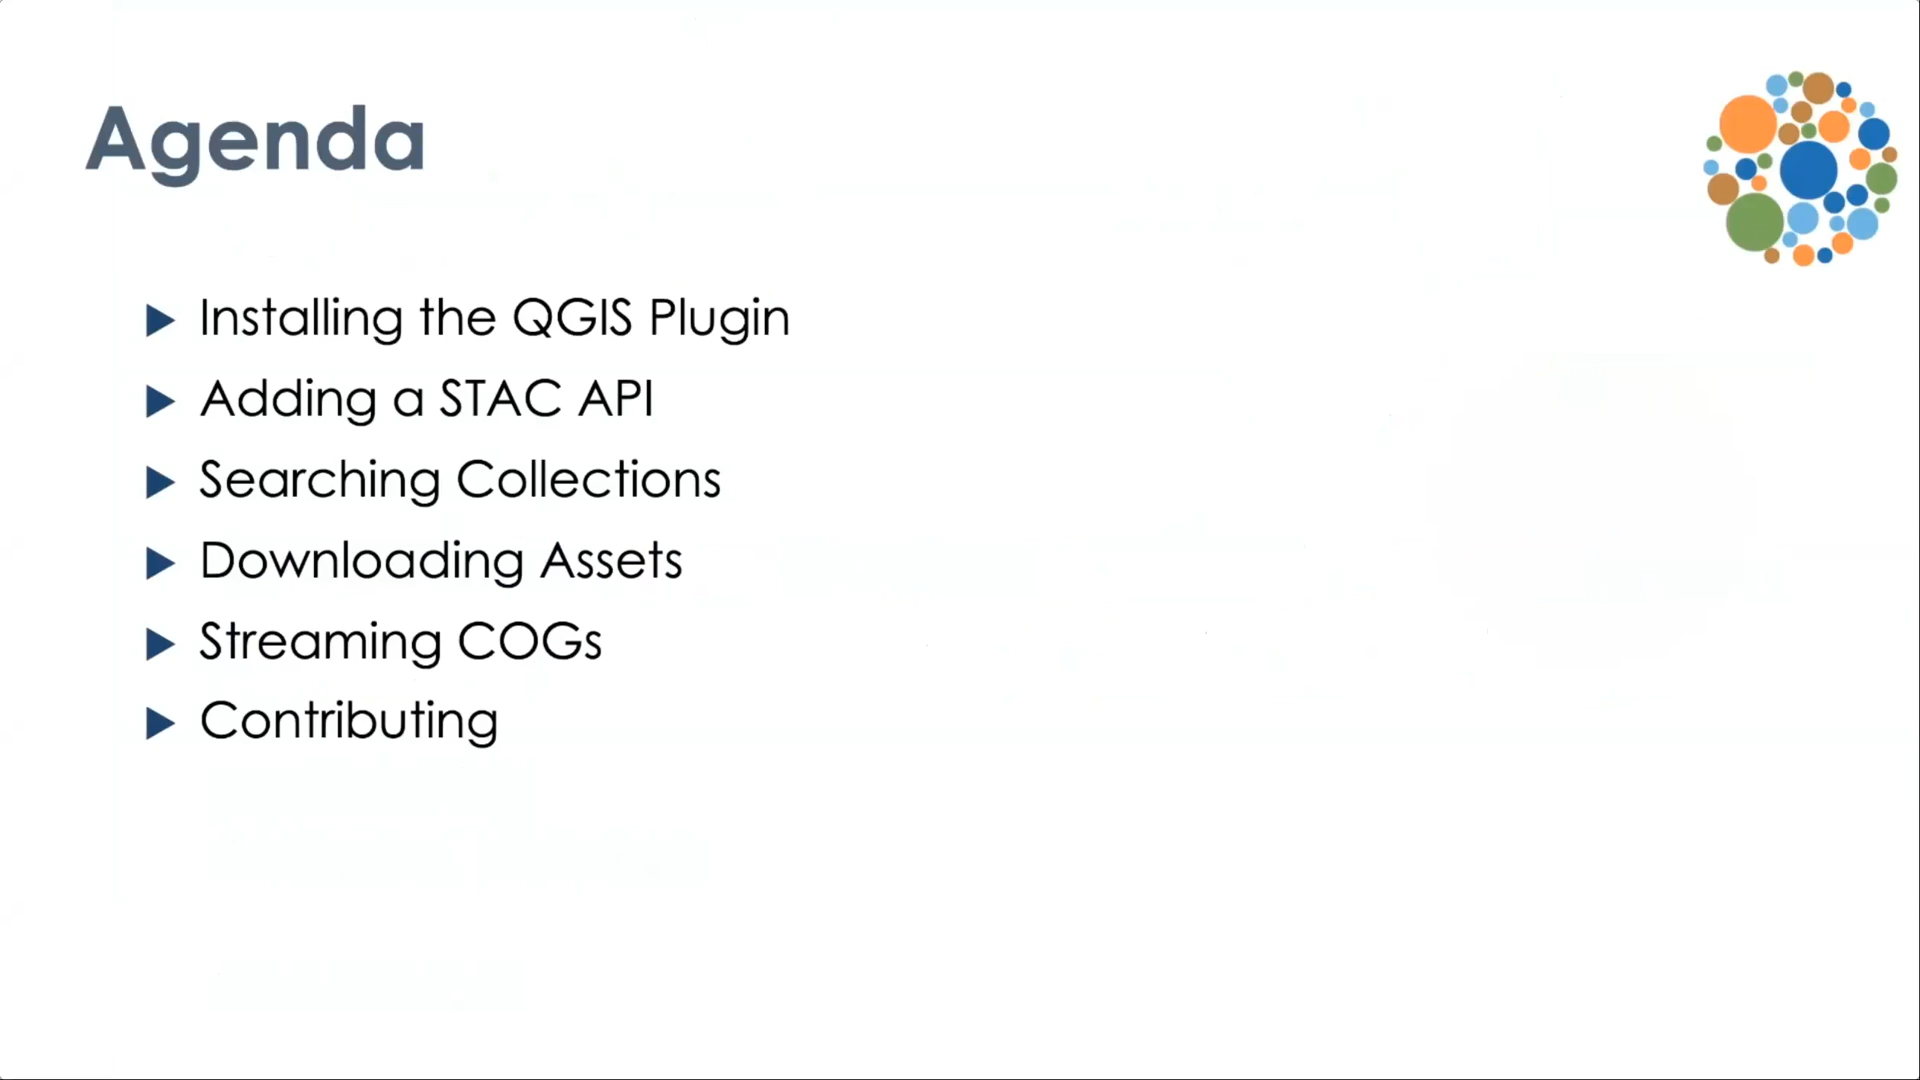 Agenda
Installing the QGIS Plugin
Adding a STAC API
Searching Collections
Downloading Assets
Streaming COGs
Contributing